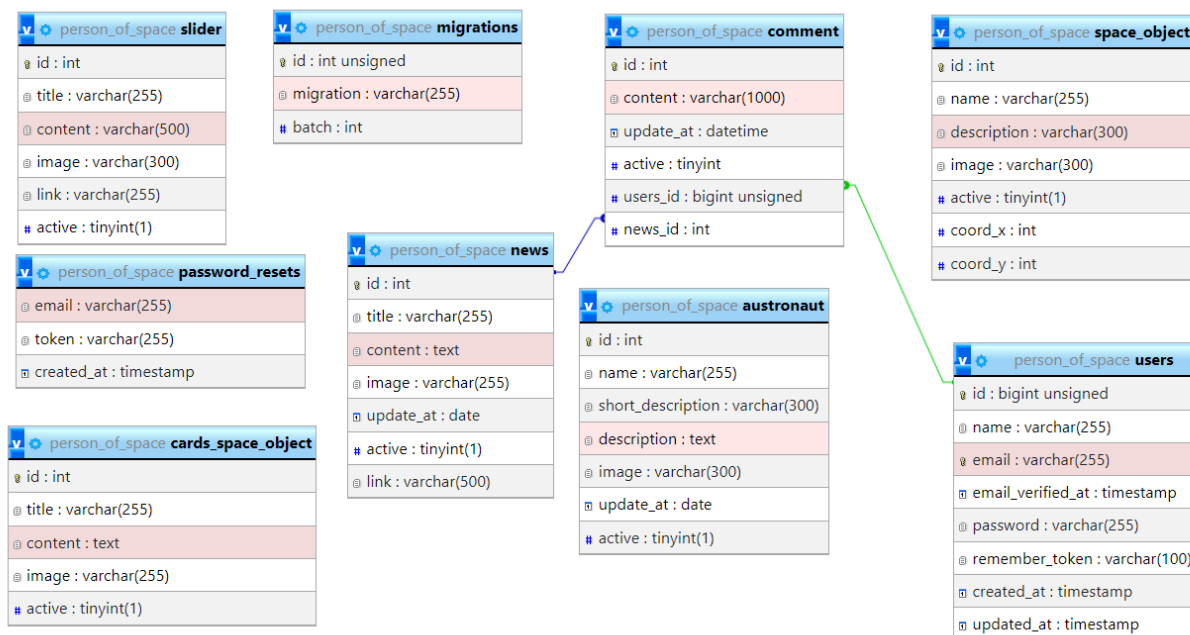 person_of_space slider
id : int
title : varchar(255)
content : varchar(500)
image : varchar(300)
link : varchar(255)
active : tinyint(1)
person_of_space migrations
id : int unsigned
migration : varchar(255)
batch : int
person_of_space comment
id : int
content : varchar(1000)
update_at : datetime
active : tinyint
users_id : bigint unsigned
news_id : int
person_of_space space_object
id : int
name : varchar(255)
description : varchar(300)
image : varchar(300)
active : tinyint(1)
coord_x : int
coord_y : int
person_of_space password_resets
email : varchar(255)
token : varchar(255)
created_at : timestamp
person_of_space news
id : int
title : varchar(255)
content : text
image : varchar(255)
update_at : date
active : tinyint(1)
link : varchar(500)
person_of_space austronaut
id : int
name : varchar(255)
short_description : varchar(300)
description : text
image : varchar(300)
update_at : date
active : tinyint(1)
person_of_space users
id : bigint unsigned
name : varchar(255)
email : varchar(255)
email_verified_at : timestamp
password : varchar(255)
remember_token : varchar(100)
created_at : timestamp
updated_at : timestamp
person_of_space cards_space_object
id : int
title : varchar(255)
content : text
image : varchar(255)
active : tinyint(1)